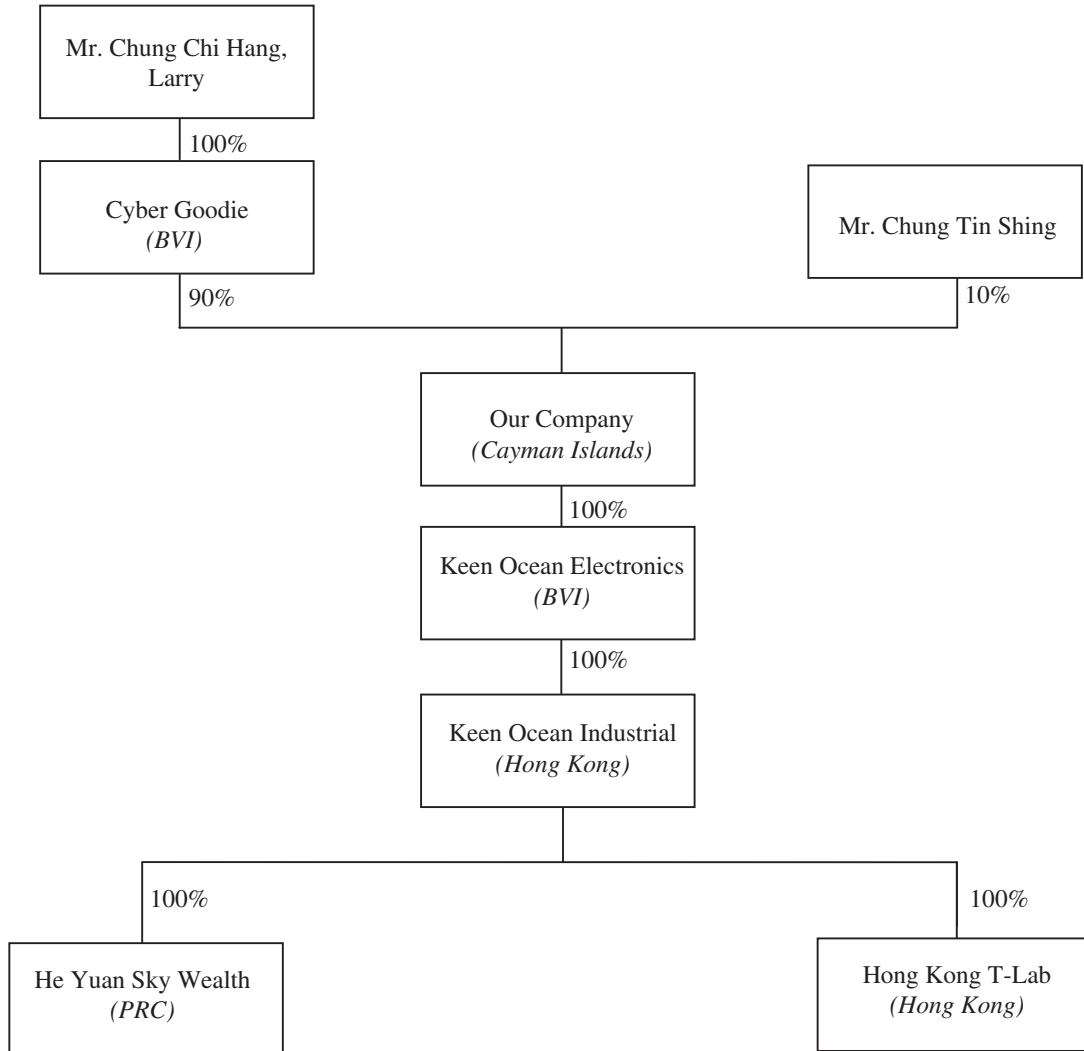 Mr. Chung Chi Hang,
Larry
100%
Cyber Goodie
(BVI)
Mr. Chung Tin Shing
90%
10%
Our Company
(Cayman Islands)
100%
Keen Ocean Electronics
(BVI)
100%
Keen Ocean Industrial
(Hong Kong)
100%
100%
He Yuan Sky Wealth
(PRC)
Hong Kong T-Lab
(Hong Kong)